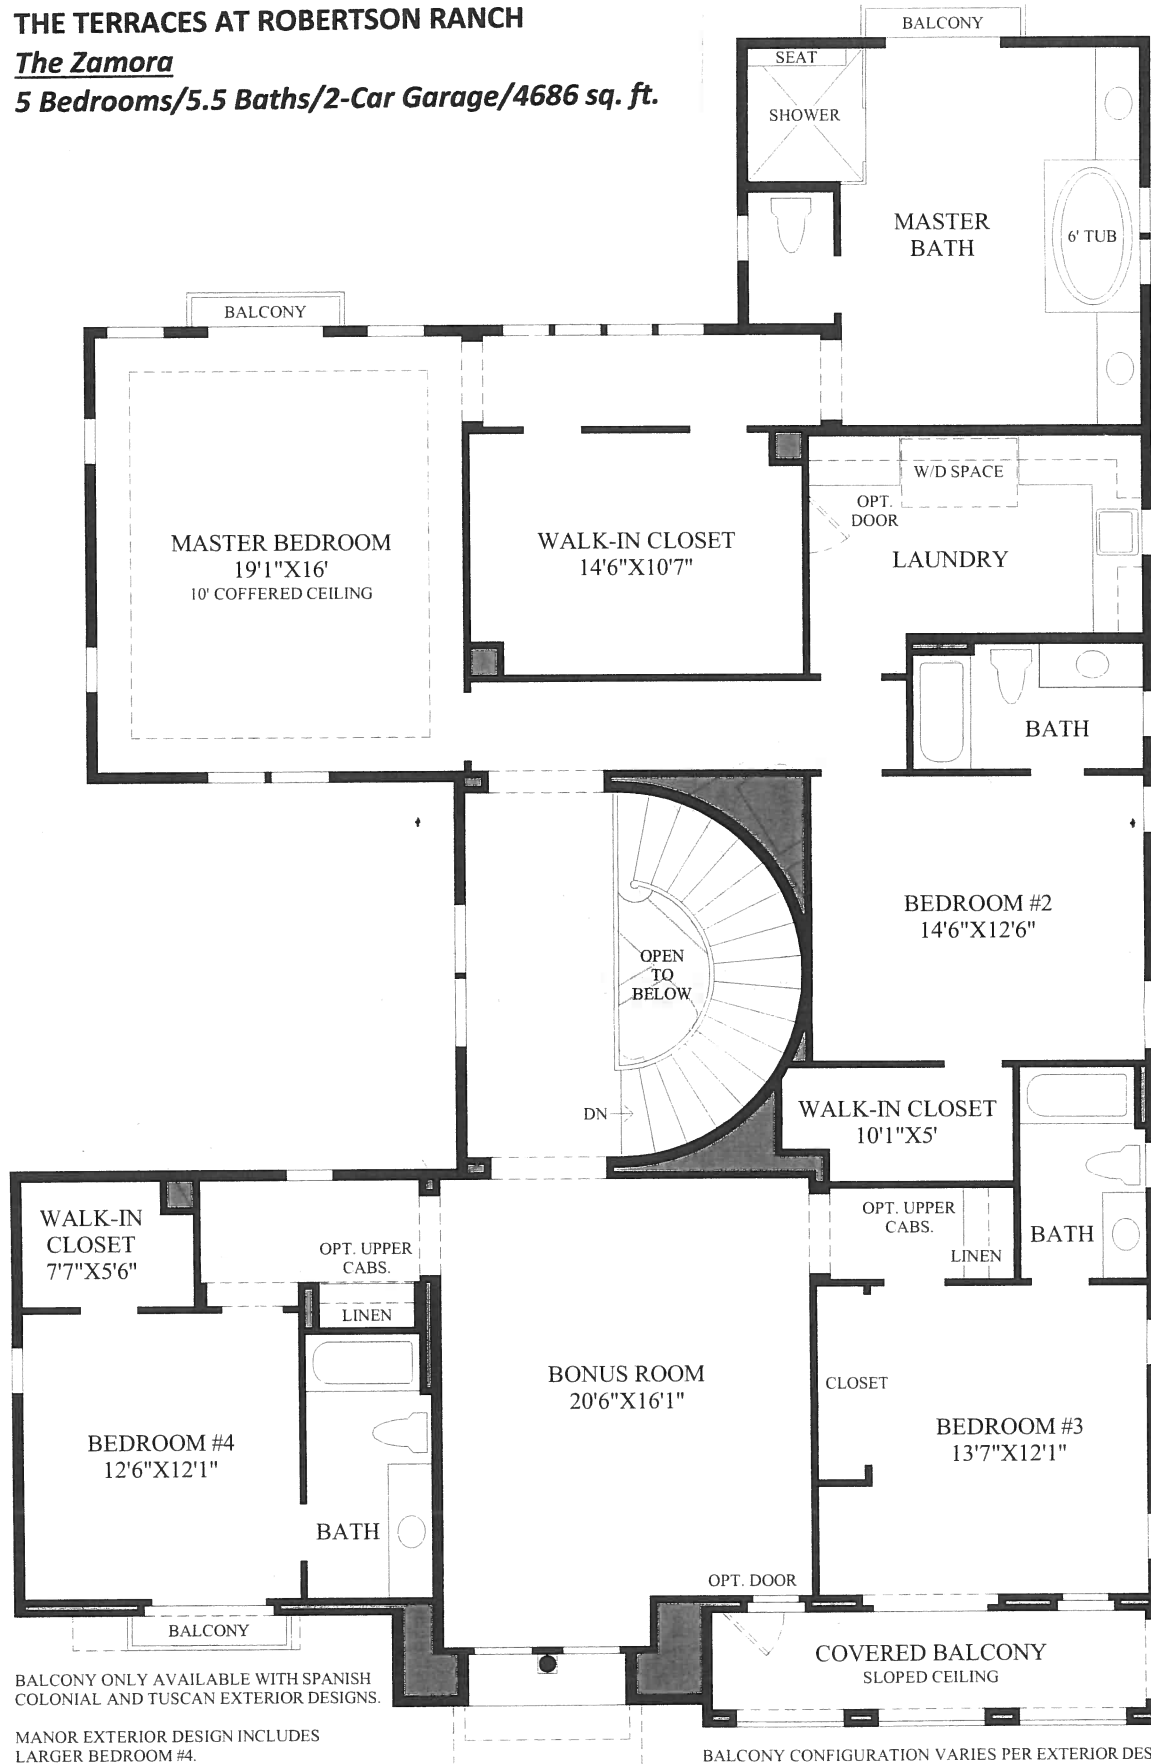 THE TERRACES AT ROBERTSON RANCH
The Zamora
5 Bedrooms/5.5 Baths/2-Car Garage/4686 sq. ft.
BALCONY
SEAT
SHOWER
MASTER
BATH
6' TUB
BALCONY
MASTER BEDROOM
19'1"X16'
10' COFFERED CEILING
WALK-IN CLOSET
14'6"X10'7"
W/D SPACE
OPT.
DOOR
LAUNDRY
BATH
BEDROOM #2
14'6"X12'6"
OPEN
TO
BELOW
DN
WALK-IN CLOSET
10'1"X5'
WALK-IN
CLOSET
7'7"X5'6"
OPT. UPPER
CABS.
LINEN
OPT. UPPER
CABS.
LINEN
BATH
BONUS ROOM
20'6"X16'1"
CLOSET
BEDROOM #3
13'7"X12'1"
BEDROOM #4
12'6"X12'1"
BATH
OPT. DOOR
BALCONY
COVERED BALCONY
SLOPED CEILING
BALCONY ONLY AVAILABLE WITH SPANISH
COLONIAL AND TUSCAN EXTERIOR DESIGNS.
MANOR EXTERIOR DESIGN INCLUDES
LARGER BEDROOM #4.
BALCONY CONFIGURATION VARIES PER EXTERIOR DES